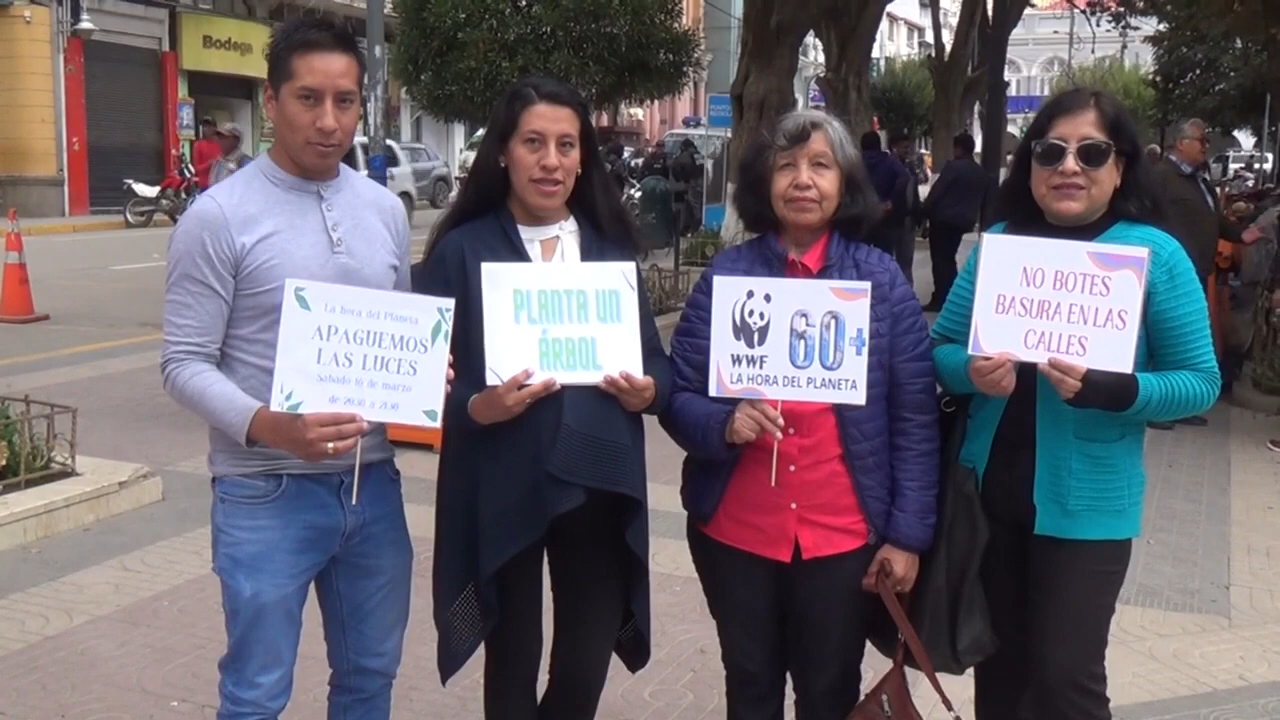 Bodega
La hora del Planeta
APAGUEMOS
LAS LUCES
Sabado 16 de marzo
de 20:30 a 21:30
PLANTA UN
ÁRBOL
WWF
60+
LA HORA DEL PLANETA
NO BOTES
BASURA EN LAS
CALLES